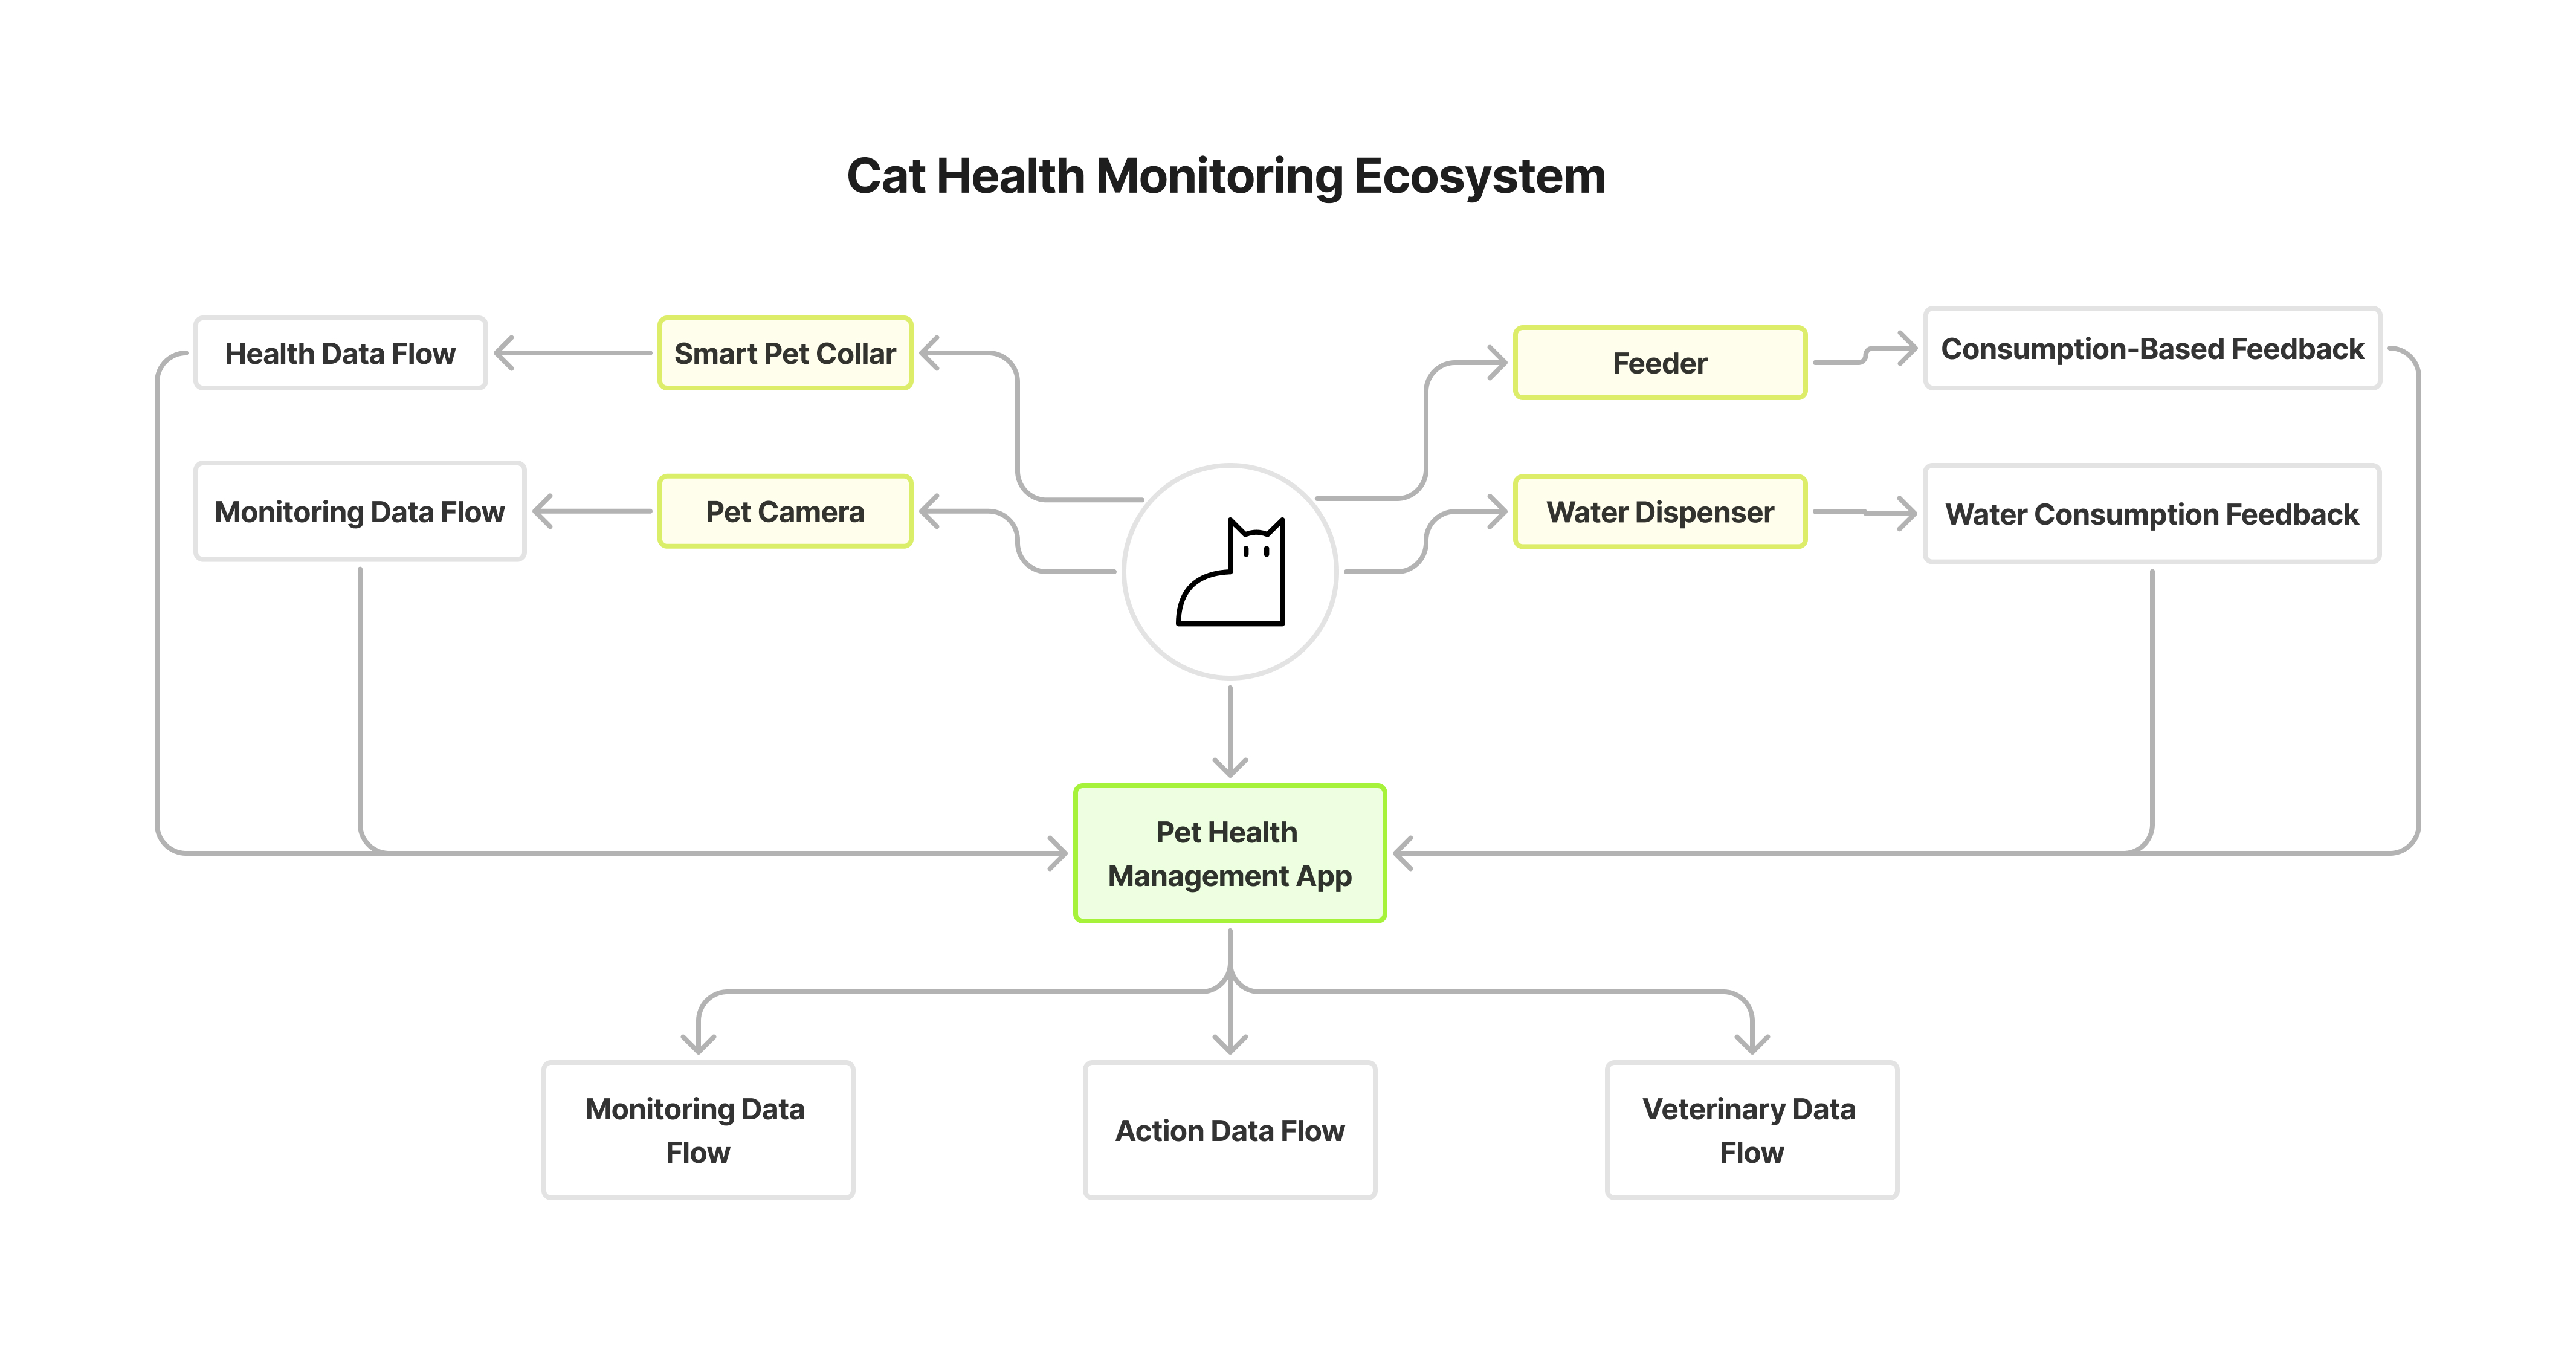 Cat Health Monitoring Ecosystem
Health Data Flow
Smart Pet Collar
Feeder
Consumption-Based Feedback
Monitoring Data Flow
Pet Camera
Water Dispenser
Water Consumption Feedback
Pet Health
Management App
Monitoring Data
Flow
Action Data Flow
Veterinary Data
Flow